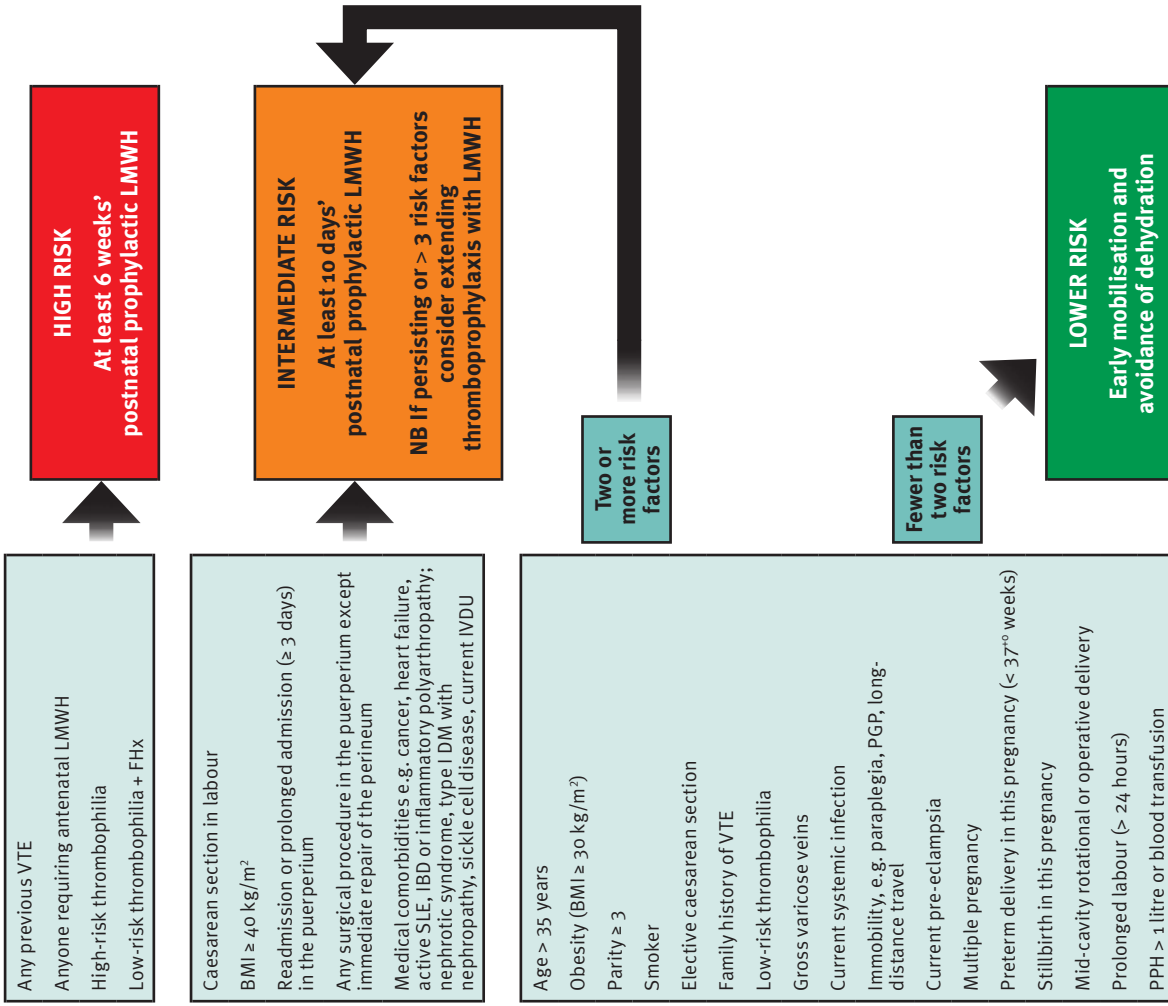 Any previous VTE
Anyone requiring antenatal LMWH
High-risk thrombophilia
Low-risk thrombophilia + FHx
HIGH RISK
At least 6 weeks'
postnatal prophylactic LMWH
Caesarean section in labour
BMI ≥ 40 kg/m²
Readmission or prolonged admission (≥ 3 days)
in the puerperium
Any surgical procedure in the puerperium except
immediate repair of the perineum
Medical comorbidities e.g. cancer, heart failure,
active SLE, IBD or inflammatory polyarthropathy;
nephrotic syndrome, type I DM with
nephropathy, sickle cell disease, current IVDU
INTERMEDIATE RISK
At least 10 days'
postnatal prophylactic LMWH
NB If persisting or > 3 risk factors
consider extending
thromboprophylaxis with LMWH
Age > 35 years
Obesity (BMI ≥ 30 kg/m²)
Parity ≥ 3
Smoker
Elective caesarean section
Family history of VTE
Low-risk thrombophilia
Gross varicose veins
Current systemic infection
Immobility, e.g. paraplegia, PGP, long-
distance travel
Current pre-eclampsia
Multiple pregnancy
Preterm delivery in this pregnancy (< 37⁺⁰ weeks)
Stillbirth in this pregnancy
Mid-cavity rotational or operative delivery
Prolonged labour (> 24 hours)
PPH > 1 litre or blood transfusion
Two or
more risk
factors
Fewer than
two risk
factors
LOWER RISK
Early mobilisation and
avoidance of dehydration